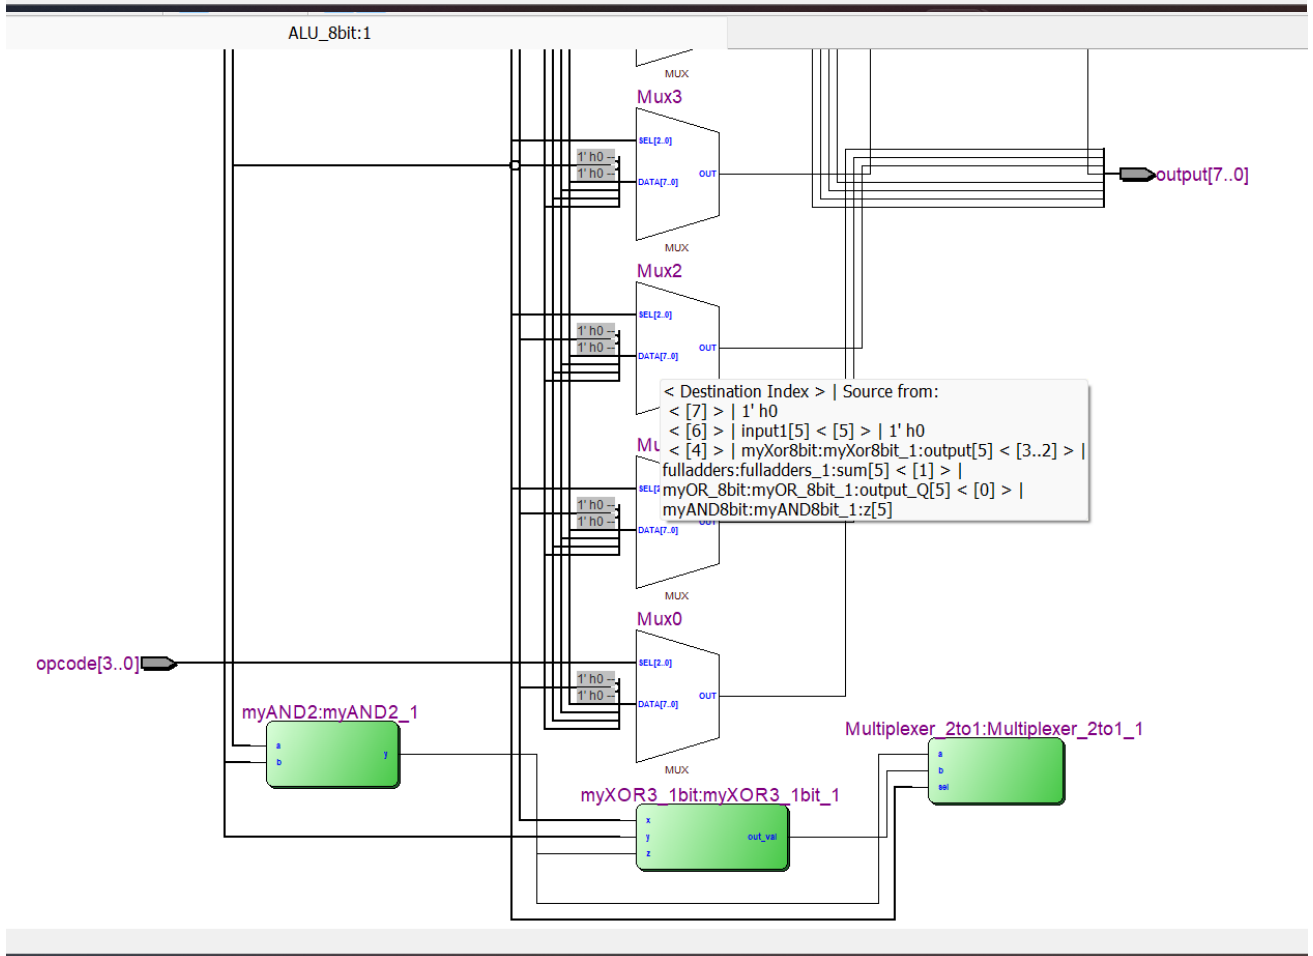 ALU_8bit:1
MUX
Mux3
SEL[2..0]
1' h0
1' h0
DATA[7..0]
OUT
output[7..0]
MUX
Mux2
SEL[2..0]
1' h0
1' h0
DATA[7..0]
OUT
< Destination Index > | Source from:
< [7] > | 1' h0
< [6] > | input1[5] < [5] > | 1' h0
< [4] > | myXor8bit:myXor8bit_1:output[5] < [3..2] > |
fulladders:fulladders_1:sum[5] < [1] > |
myOR_8bit:myOR_8bit_1:output_Q[5] < [0] > |
myAND8bit:myAND8bit_1:z[5]
Mu
SEL[2
1' h0
1' h0
DATA[7..0]
OUT
MUX
Mux0
opcode[3..0]
SEL[2..0]
1' h0
1' h0
DATA[7..0]
OUT
MUX
myAND2:myAND2_1
a
b
y
Multiplexer_2to1:Multiplexer_2to1_1
a
b
sel
myXOR3_1bit:myXOR3_1bit_1
x
y
z
out_val